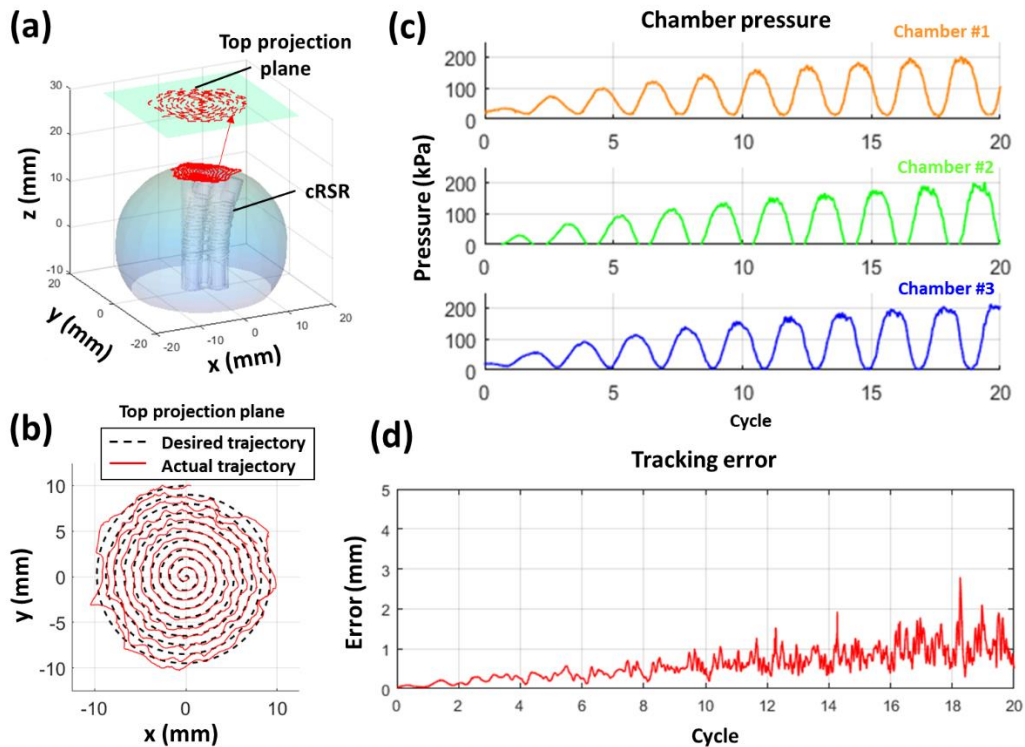 (a)
Top projection
plane
30
20
10
0
-10
z (mm)
cRSR
20
0
-20
y (mm)
-20
-10
0
10
20
x (mm)
(b)
Top projection plane
Desired trajectory
Actual trajectory
10
5
0
-5
-10
y (mm)
-10
0
10
x (mm)
(c)
Chamber pressure
Chamber #1
200
100
0
0
5
10
15
20
Chamber #2
200
100
0
0
5
10
15
20
Pressure (kPa)
Chamber #3
200
100
0
0
5
10
15
20
Cycle
(d)
Tracking error
5
4
3
2
1
0
Error (mm)
0
2
4
6
8
10
12
14
16
18
20
Cycle